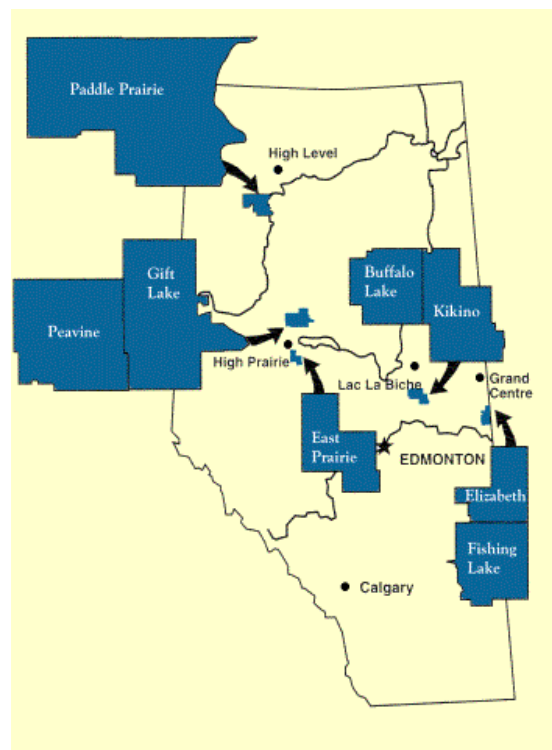 Paddle Prairie
High Level
Gift
Lake
Buffalo
Lake
Kikino
Peavine
High Prairie
Lac La Biche
Grand
Centre
East
Prairie
EDMONTON
Elizabeth
Fishing
Lake
Calgary